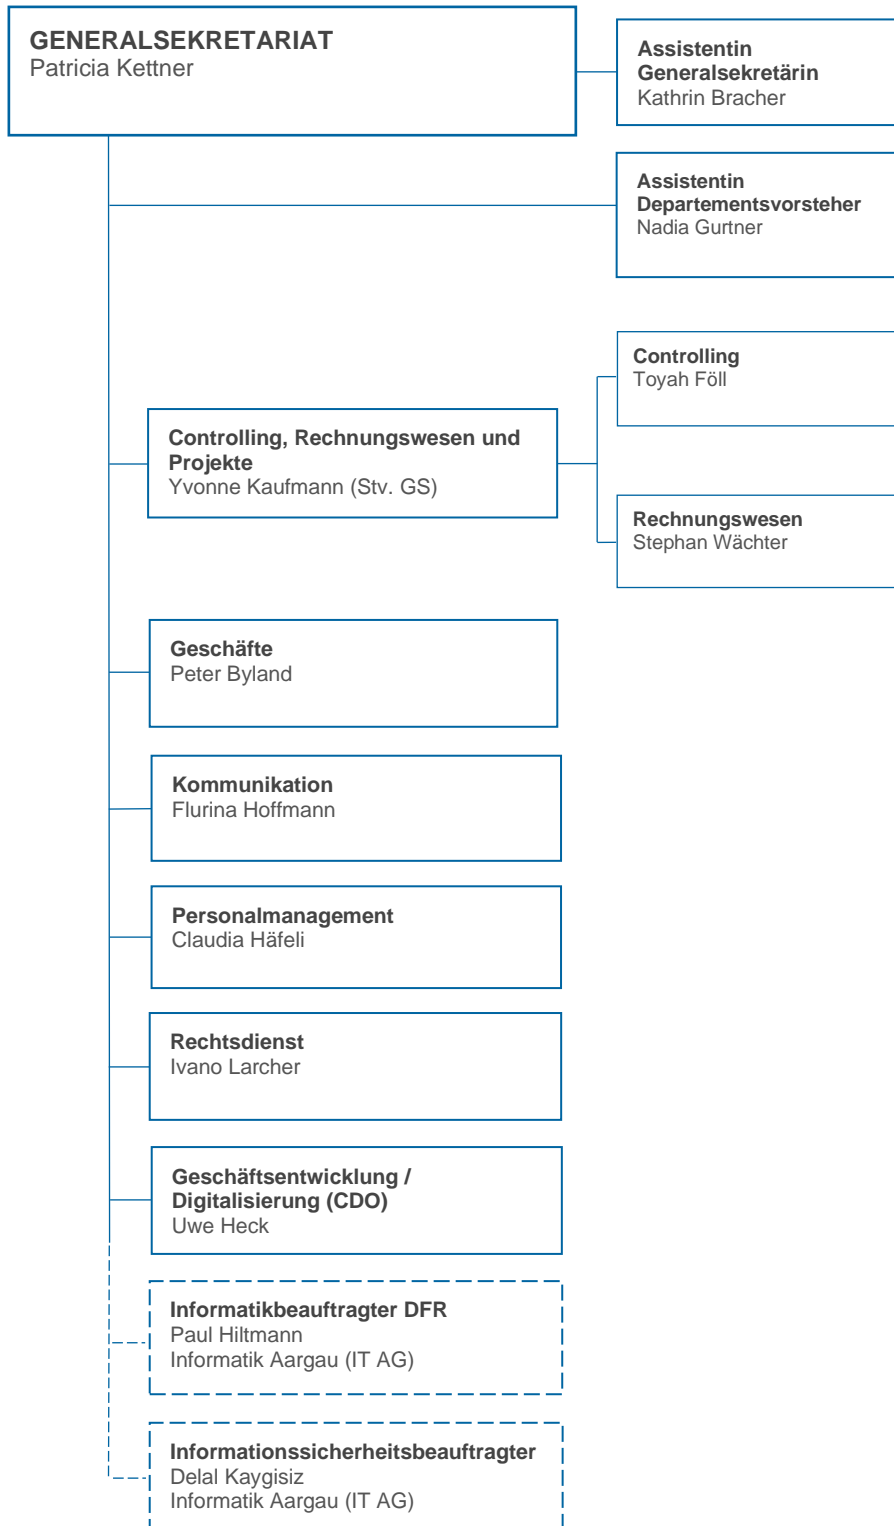 GENERALSEKRETARIAT
Patricia Kettner
Assistentin
Generalsekretärin
Kathrin Bracher
Assistentin
Departementsvorsteher
Nadia Gurtner
Controlling, Rechnungswesen und
Projekte
Yvonne Kaufmann (Stv. GS)
Controlling
Toyah Föll
Rechnungswesen
Stephan Wächter
Geschäfte
Peter Byland
Kommunikation
Flurina Hoffmann
Personalmanagement
Claudia Häfeli
Rechtsdienst
Ivano Larcher
Geschäftsentwicklung /
Digitalisierung (CDO)
Uwe Heck
Informatikbeauftragter DFR
Paul Hiltmann
Informatik Aargau (IT AG)
Informationssicherheitsbeauftragter
Delal Kaygisiz
Informatik Aargau (IT AG)